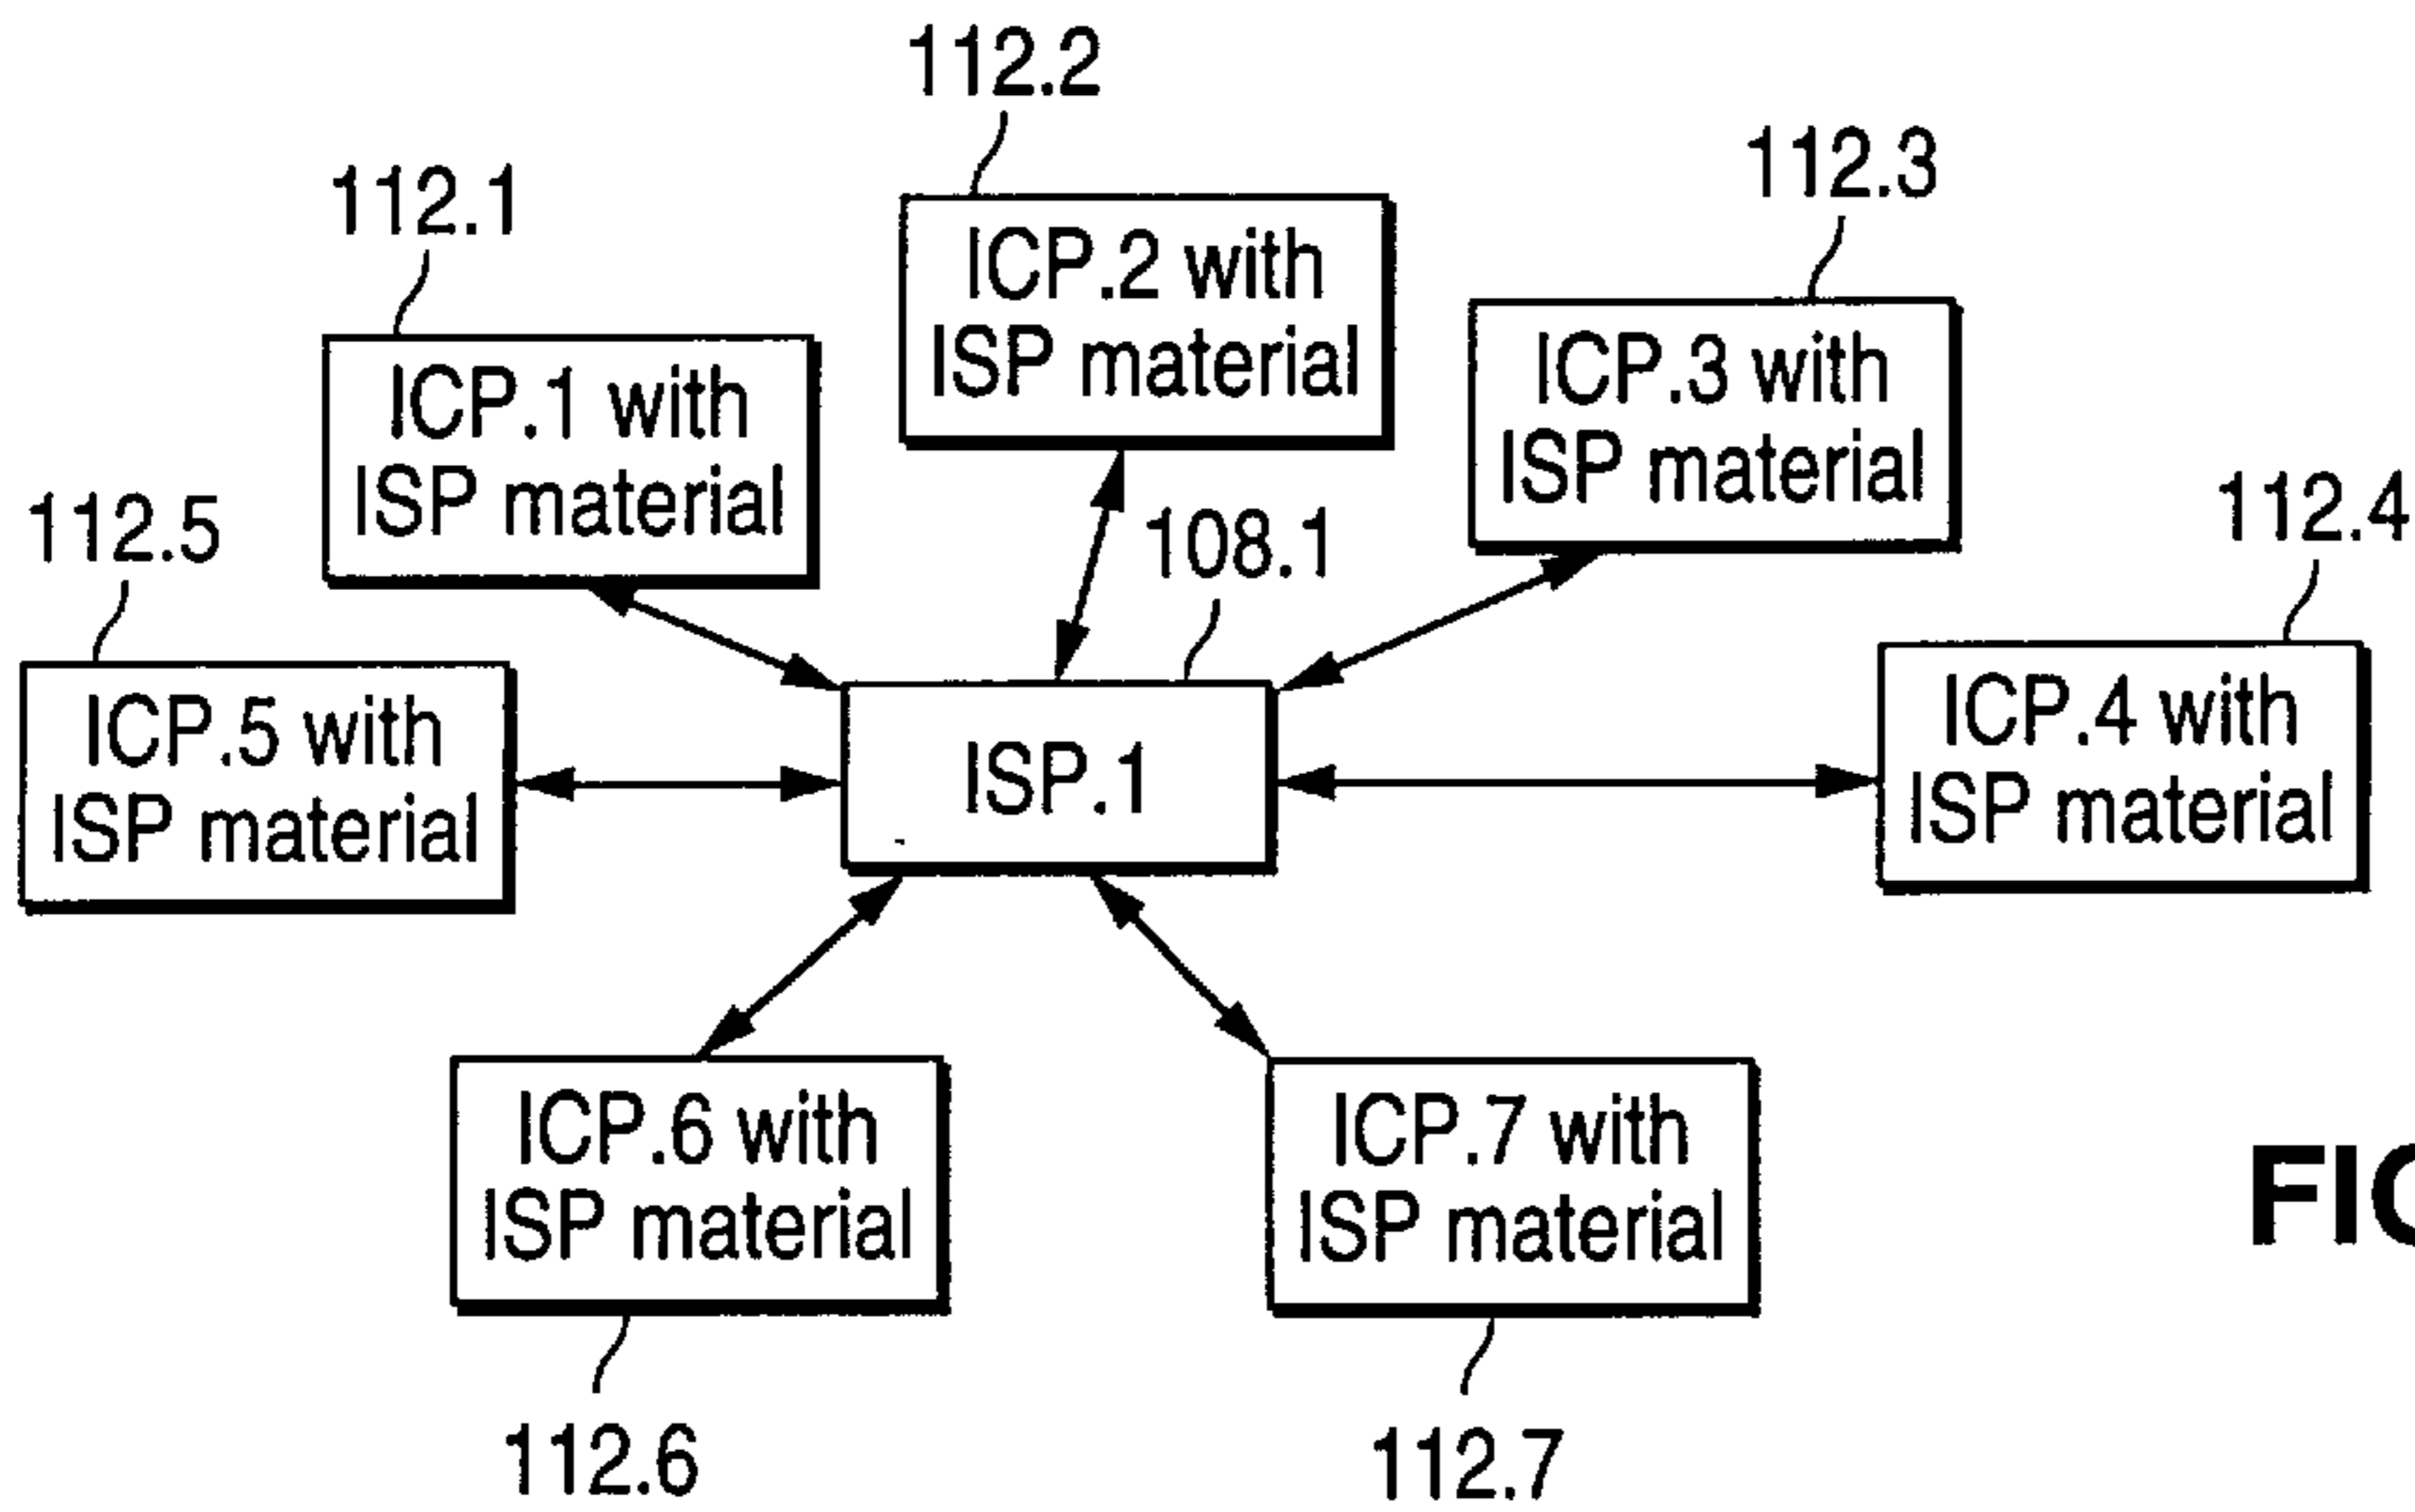 112.2
112.3
112.1
ICP.2 with
ISP material
ICP.3 with
ISP material
ICP.1 with
ISP material
112.4
112.5
108.1
ICP.5 with
ISP material
ISP.1
ICP.4 with
ISP material
ICP.6 with
ISP material
ICP.7 with
ISP material
FIG
112.6
112.7